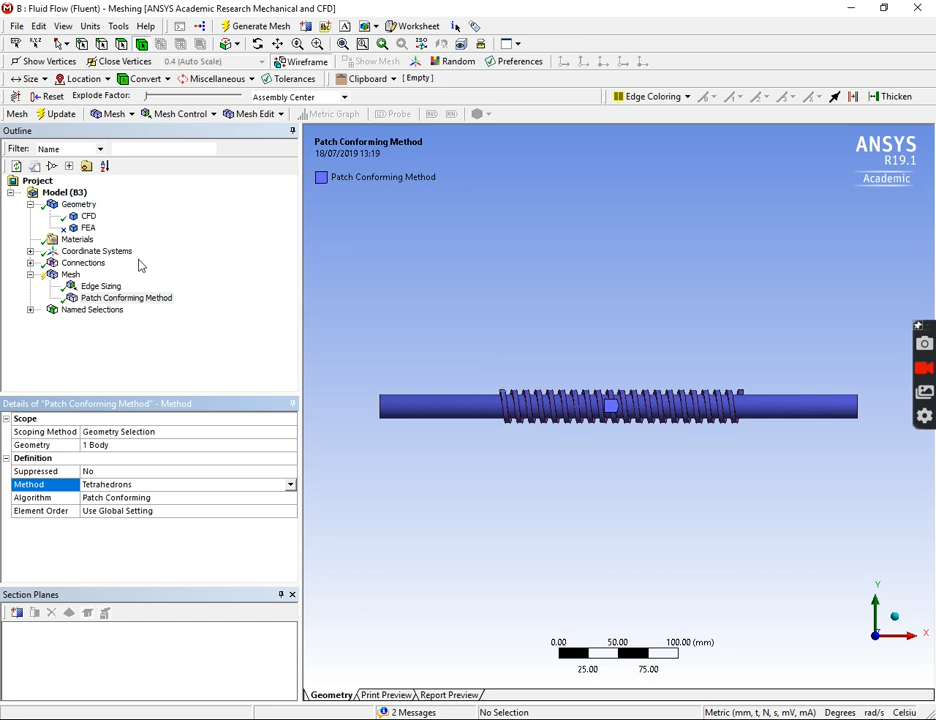 B : Fluid Flow (Fluent) - Meshing [ANSYS Academic Research Mechanical and CFD]
File Edit View Units Tools Help Generate Mesh Worksheet
Show Vertices Close Vertices 0.4 (Auto Scale) Wireframe Show Mesh Random Preferences
Size Location Convert Miscellaneous Tolerances Clipboard [ Empty ]
Reset Explode Factor: Assembly Center Edge Coloring Thicken
Mesh Update Mesh Mesh Control Mesh Edit Metric Graph Probe
Outline
Filter: Name
Project
Model (B3)
Geometry
CFD
FEA
Materials
Coordinate Systems
Connections
Mesh
Edge Sizing
Patch Conforming Method
Named Selections
Details of "Patch Conforming Method" - Method
Scope
Scoping Method Geometry Selection
Geometry 1 Body
Definition
Suppressed No
Method Tetrahedrons
Algorithm Patch Conforming
Element Order Use Global Setting
Section Planes
Patch Conforming Method
18/07/2019 13:19
Patch Conforming Method
ANSYS
R19.1
Academic
Y
X
0.00 50.00 100.00 (mm)
25.00 75.00
Geometry Print Preview Report Preview
2 Messages No Selection Metric (mm, t, N, s, mV, mA) Degrees rad/s Celsiu